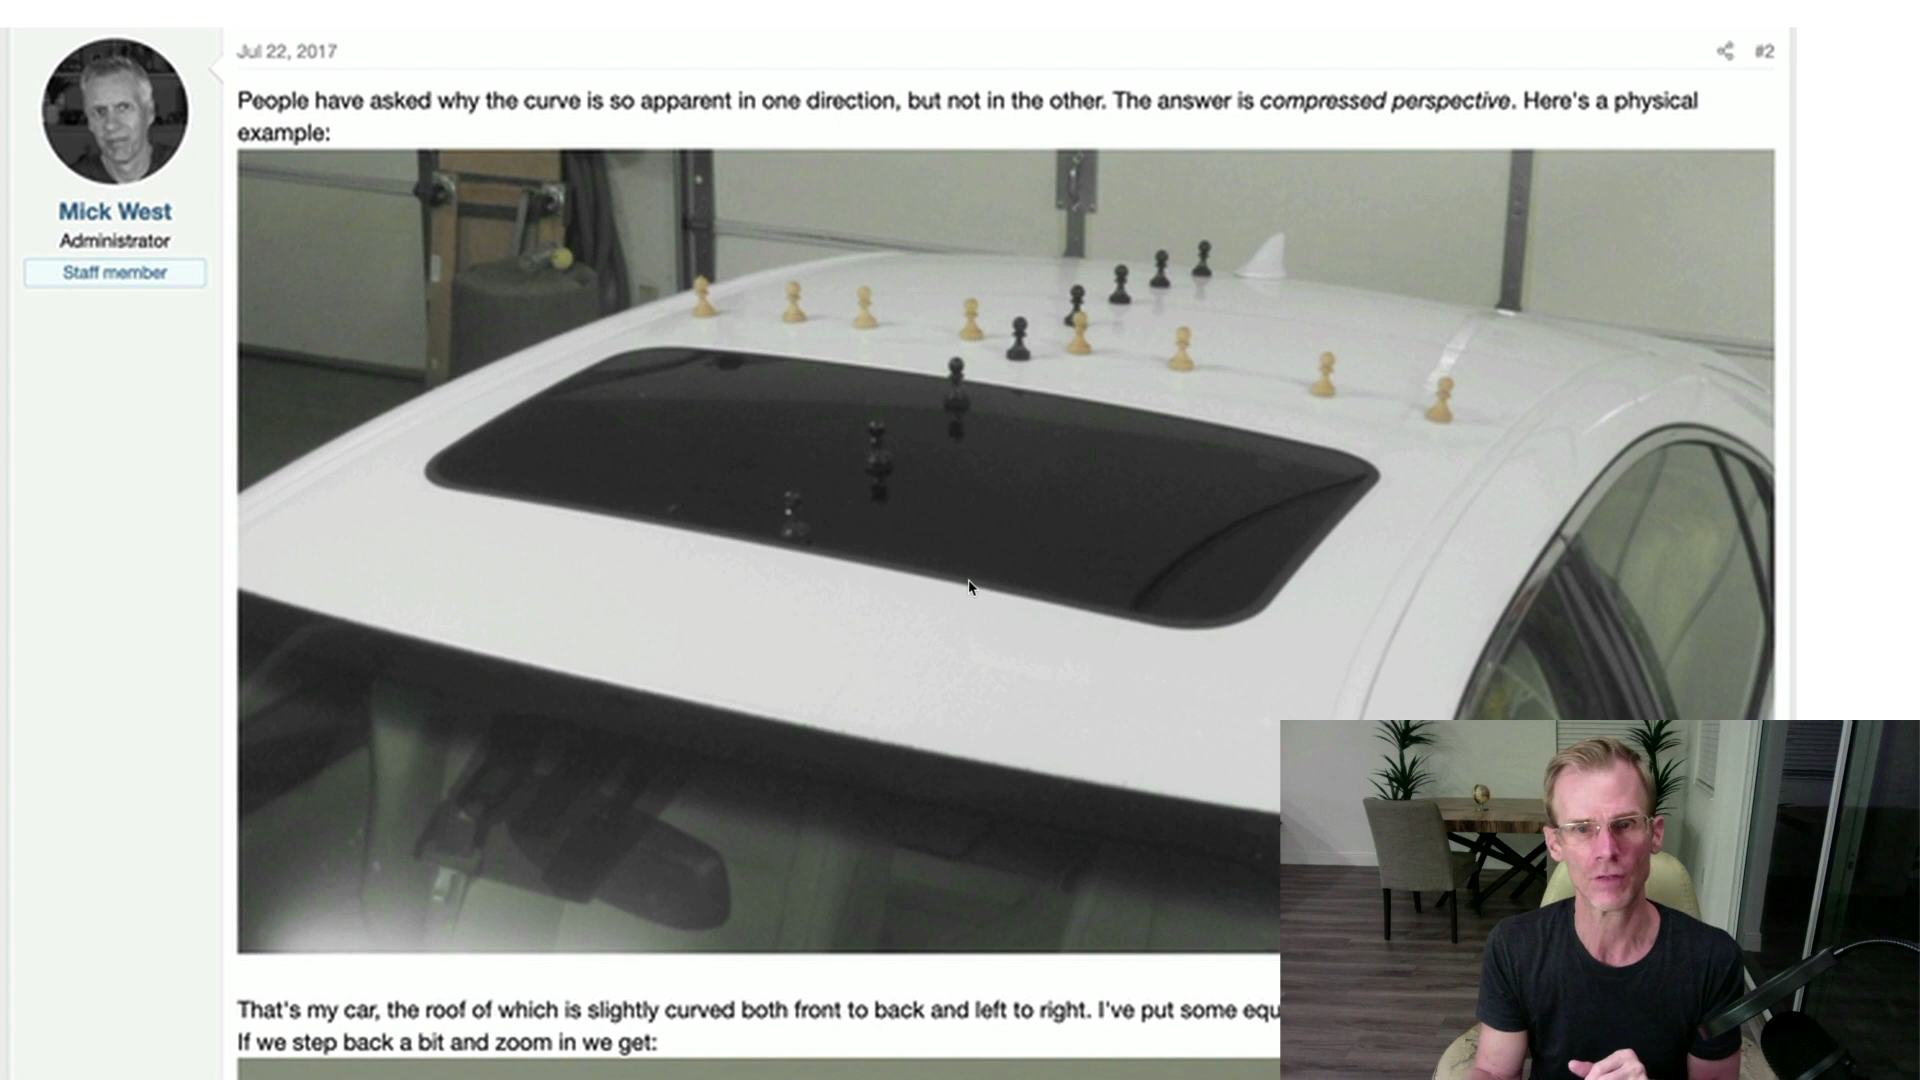 Jul 22, 2017
#2
People have asked why the curve is so apparent in one direction, but not in the other. The answer is compressed perspective. Here's a physical
example:
Mick West
Administrator
Staff member
That's my car, the roof of which is slightly curved both front to back and left to right. I've put some equ
If we step back a bit and zoom in we get: